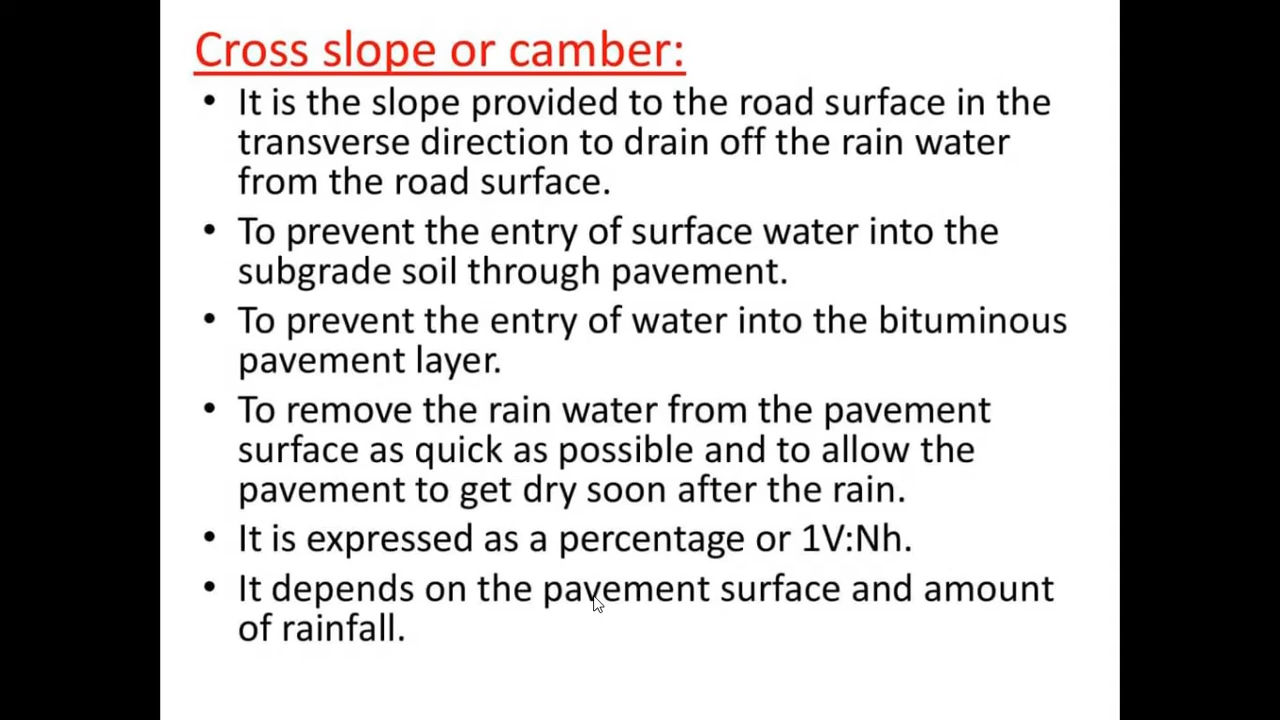 Cross slope or camber:
• It is the slope provided to the road surface in the
transverse direction to drain off the rain water
from the road surface.
• To prevent the entry of surface water into the
subgrade soil through pavement.
• To prevent the entry of water into the bituminous
pavement layer.
• To remove the rain water from the pavement
surface as quick as possible and to allow the
pavement to get dry soon after the rain.
• It is expressed as a percentage or 1V:Nh.
• It depends on the pavement surface and amount
of rainfall.